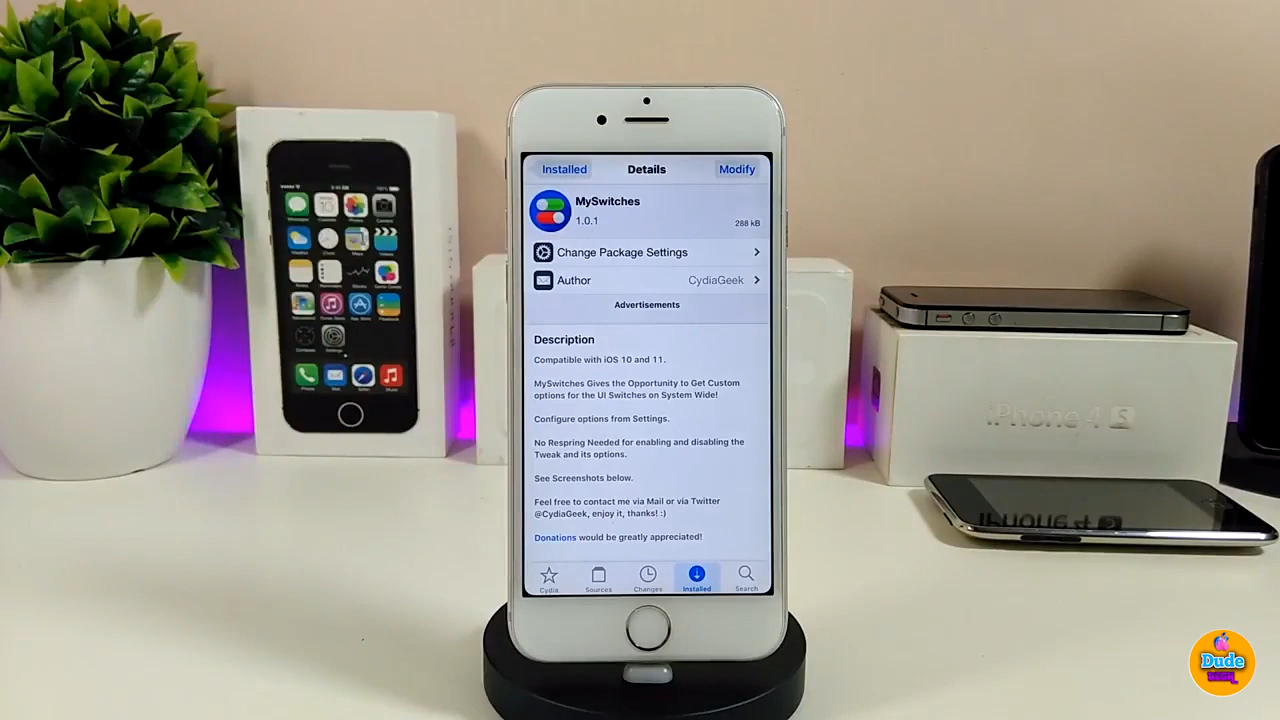 Installed
Details
Modify
MySwitches
1.0.1
288 kB
Change Package Settings
Author
CydiaGeek
Advertisements
Description
Compatible with iOS 10 and 11.
MySwitches Gives the Opportunity to Get Custom
options for the UI Switches on System Wide!
Configure options from Settings.
No Respring Needed for enabling and disabling the
Tweak and its options.
See Screenshots below.
Feel free to contact me via Mail or via Twitter
@CydiaGeek, enjoy it, thanks! :)
Donations would be greatly appreciated!
Cydia
Sources
Changes
Installed
Search
iPhone 4 S
Dude